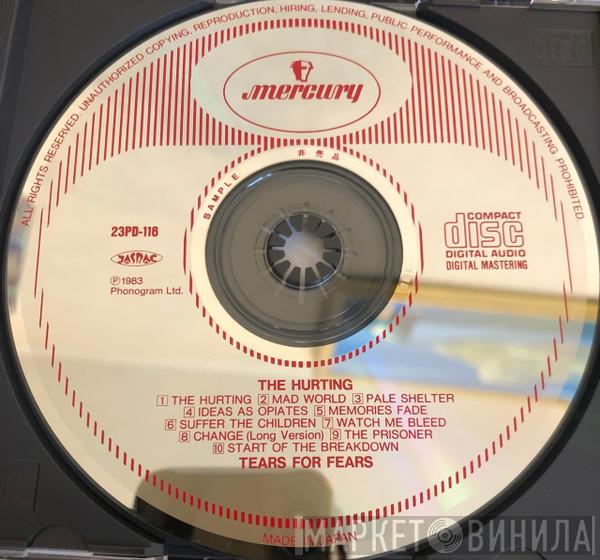 ALL RIGHTS RESERVED. UNAUTHORIZED COPYING, REPRODUCTION, HIRING, LENDING, PUBLIC PERFORMANCE AND BROADCASTING PROHIBITED.
mercury
SAMPLE 非売品
23PD-116
JASRAC
COMPACT
disc
DIGITAL AUDIO
DIGITAL MASTERING
Ⓟ1983
Phonogram Ltd.
THE HURTING
1 THE HURTING 2 MAD WORLD 3 PALE SHELTER
4 IDEAS AS OPIATES 5 MEMORIES FADE
6 SUFFER THE CHILDREN 7 WATCH ME BLEED
8 CHANGE (Long Version) 9 THE PRISONER
10 START OF THE BREAKDOWN
TEARS FOR FEARS
MADE IN JAPAN
МАРКЕТ ВИНИЛА